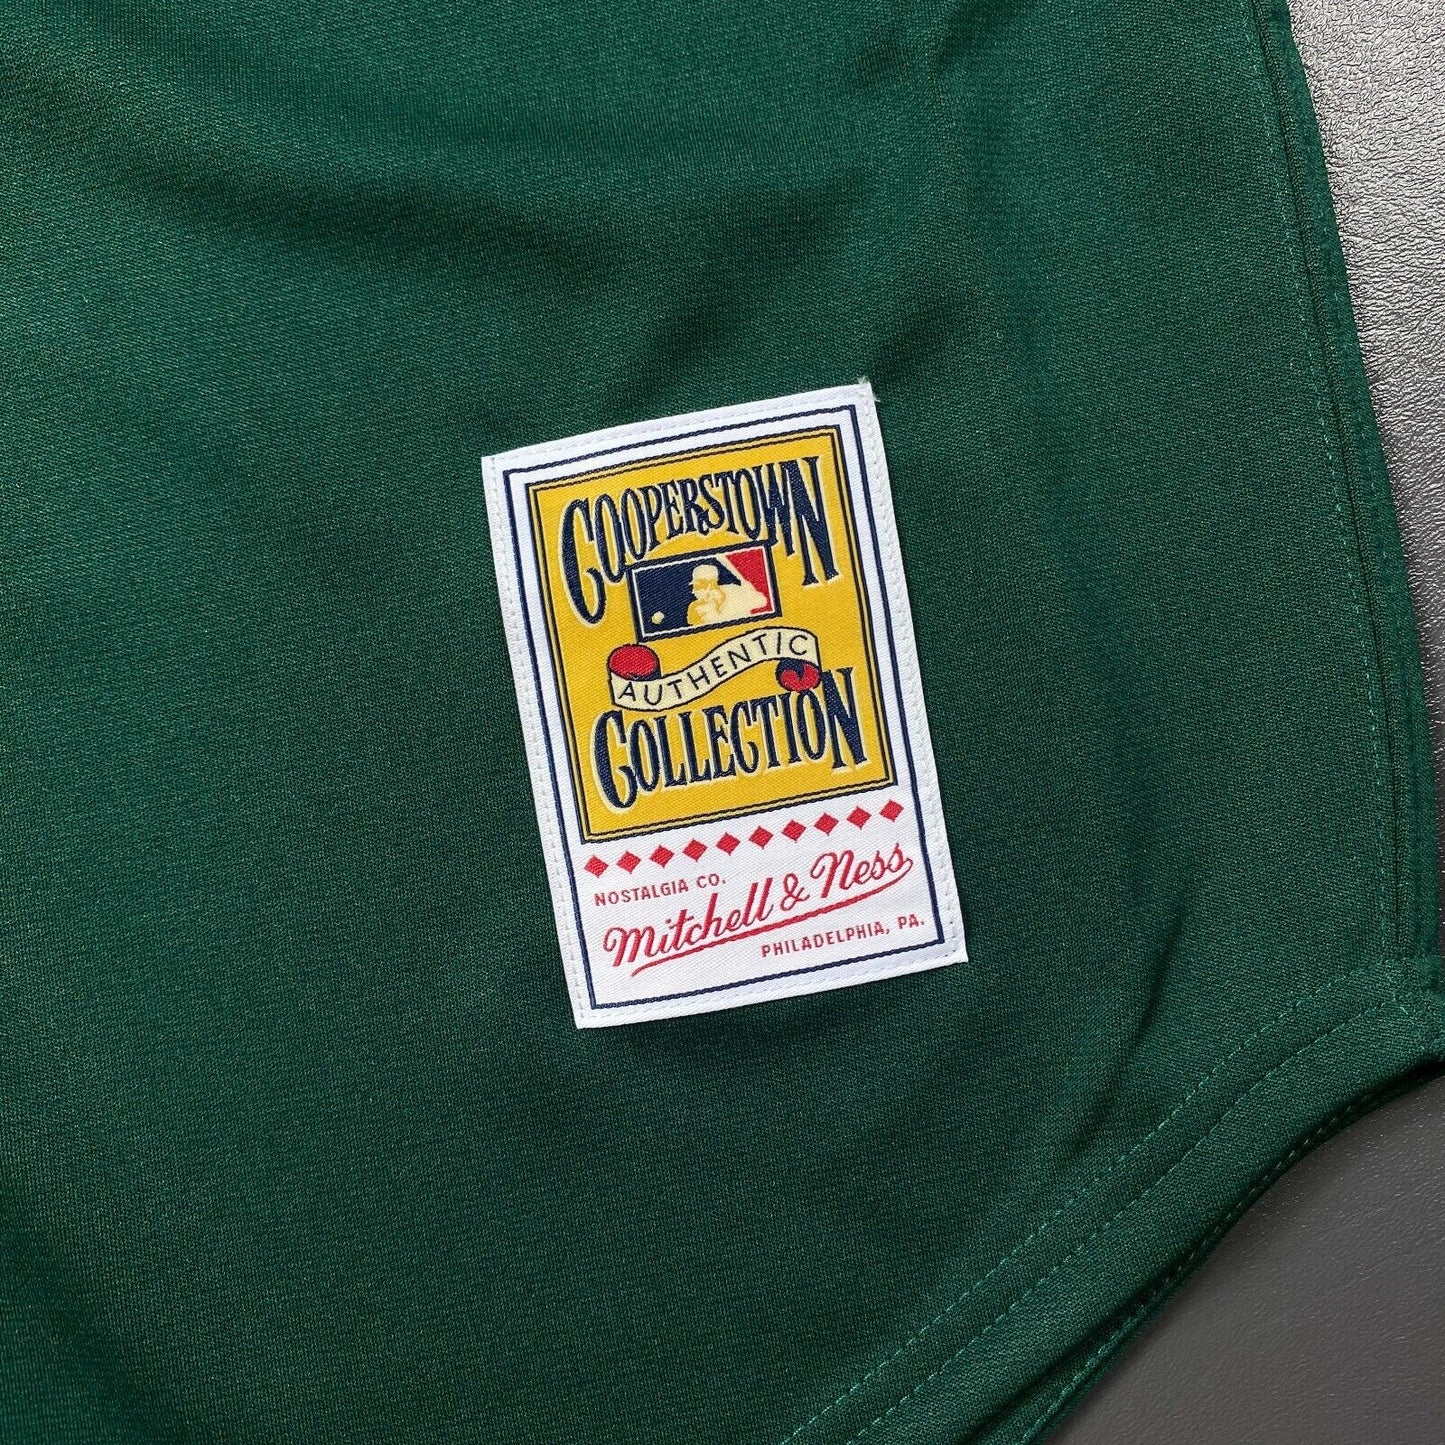 COOPERSTOWN
AUTHENTIC
COLLECTION
NOSTALGIA CO.
Mitchell & Ness
PHILADELPHIA, PA.